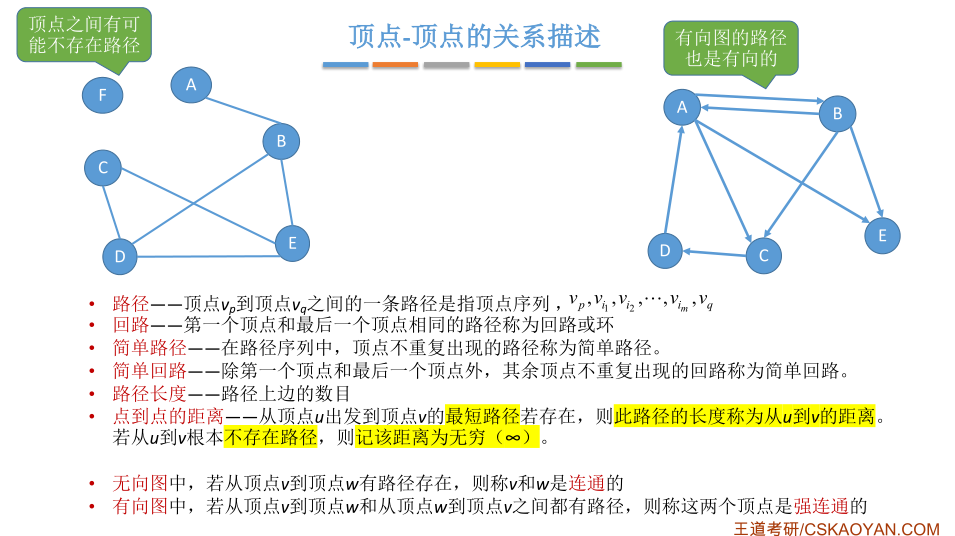 顶点之间有可
能不存在路径
顶点-顶点的关系描述
有向图的路径
也是有向的
F
A
B
C
D
E
A
B
E
D
C
• 路径——顶点vp到顶点vq之间的一条路径是指顶点序列，vp,vi1,vi2,⋯,vim,vq
• 回路——第一个顶点和最后一个顶点相同的路径称为回路或环
• 简单路径——在路径序列中，顶点不重复出现的路径称为简单路径。
• 简单回路——除第一个顶点和最后一个顶点外，其余顶点不重复出现的回路称为简单回路。
• 路径长度——路径上边的数目
• 点到点的距离——从顶点u出发到顶点v的最短路径若存在，则此路径的长度称为从u到v的距离。
若从u到v根本不存在路径，则记该距离为无穷（∞）。
• 无向图中，若从顶点v到顶点w有路径存在，则称v和w是连通的
• 有向图中，若从顶点v到顶点w和从顶点w到顶点v之间都有路径，则称这两个顶点是强连通的
王道考研/CSKAOYAN.COM